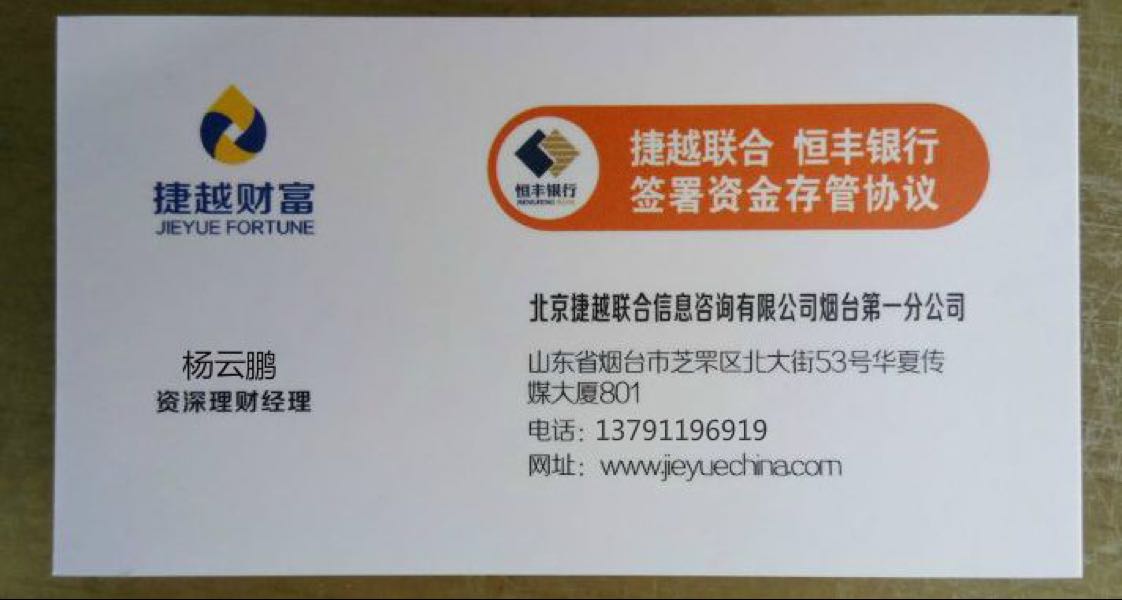 捷越财富
JIEYUE FORTUNE
恒丰银行
捷越联合 恒丰银行
签署资金存管协议
杨云鹏
资深理财经理
北京捷越联合信息咨询有限公司烟台第一分公司
山东省烟台市芝罘区北大街53号华夏传
媒大厦801
电话：13791196919
网址：www.jieyuechina.com